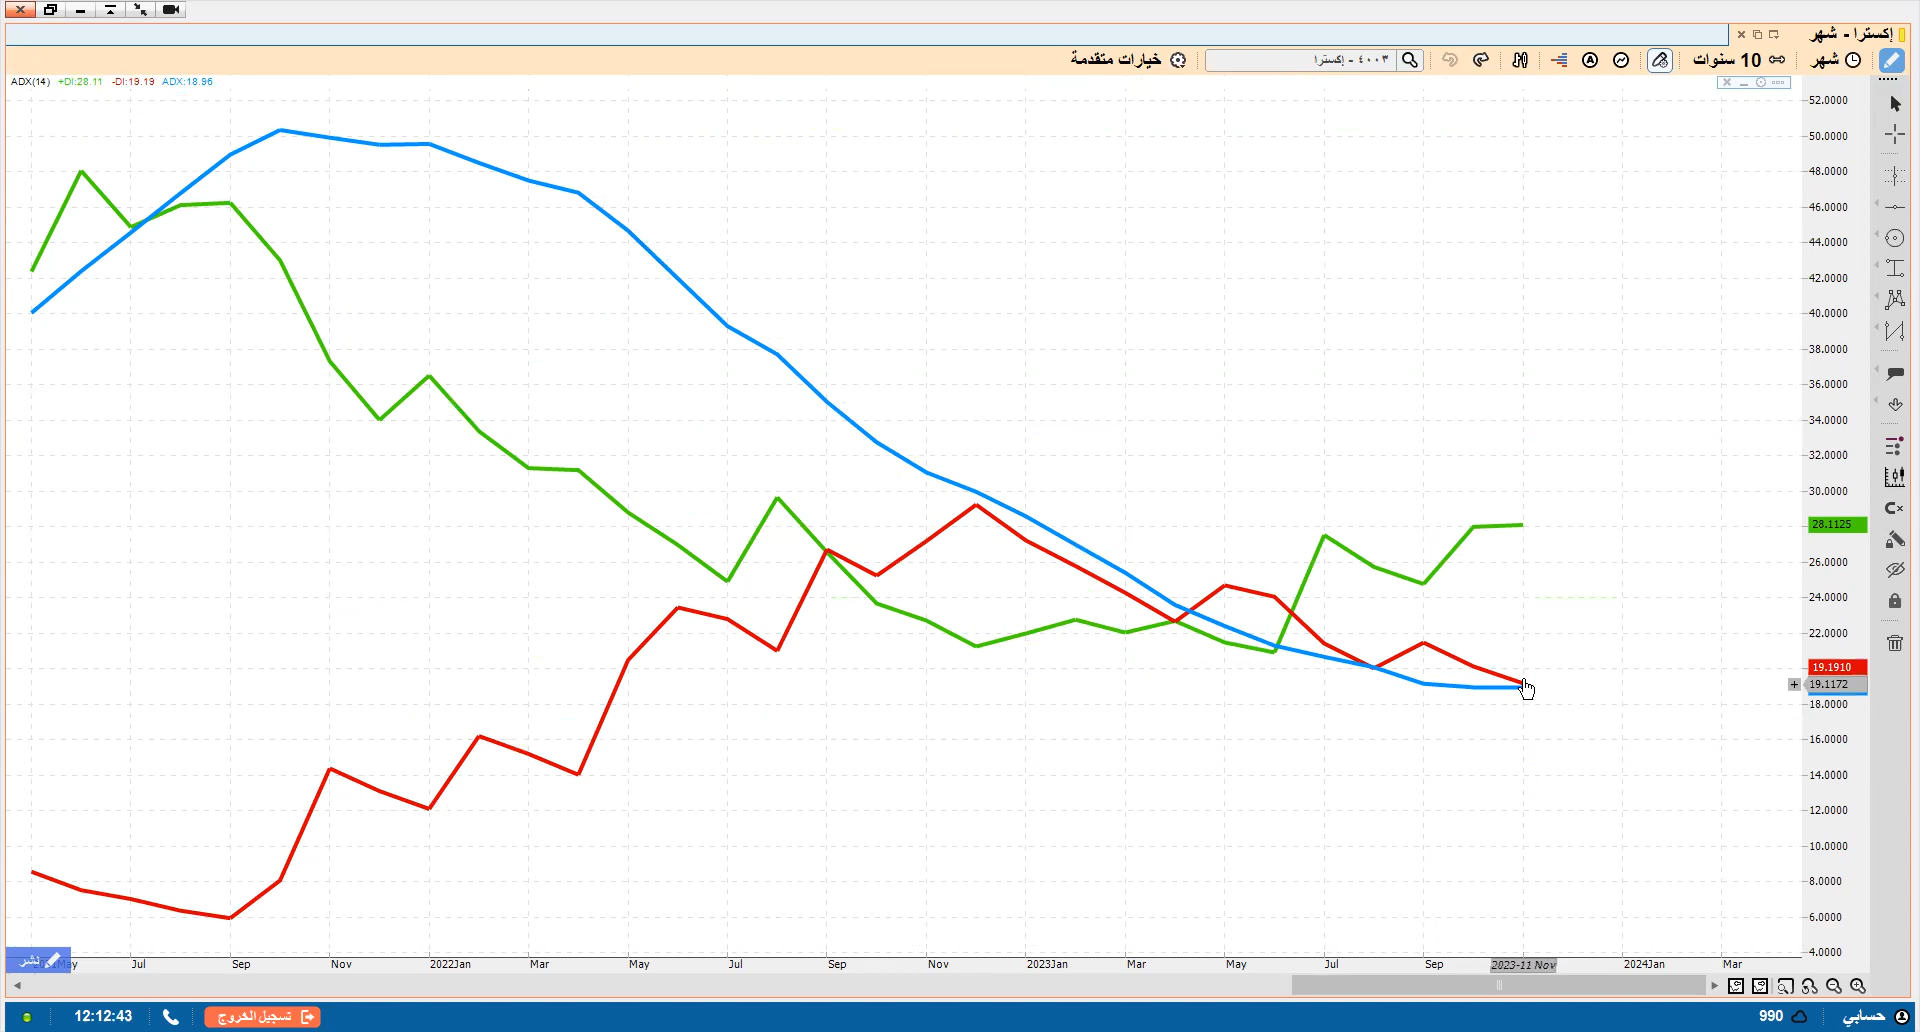 إكسترا - شهر
شهر
10 سنوات
٤٠٠٣ - إكسترا
خيارات متقدمة
ADX(14) +DI:28.11 -DI:19.19 ADX:18.96
52.0000
50.0000
48.0000
46.0000
44.0000
42.0000
40.0000
38.0000
36.0000
34.0000
32.0000
30.0000
28.1125
26.0000
24.0000
22.0000
19.1910
19.1172
18.0000
16.0000
14.0000
12.0000
10.0000
8.0000
6.0000
4.0000
نشر
May Jul Sep Nov 2022Jan Mar May Jul Sep Nov 2023Jan Mar May Jul Sep 2023-11 Nov 2024Jan Mar
12:12:43 تسجيل الخروج 990 حسابي